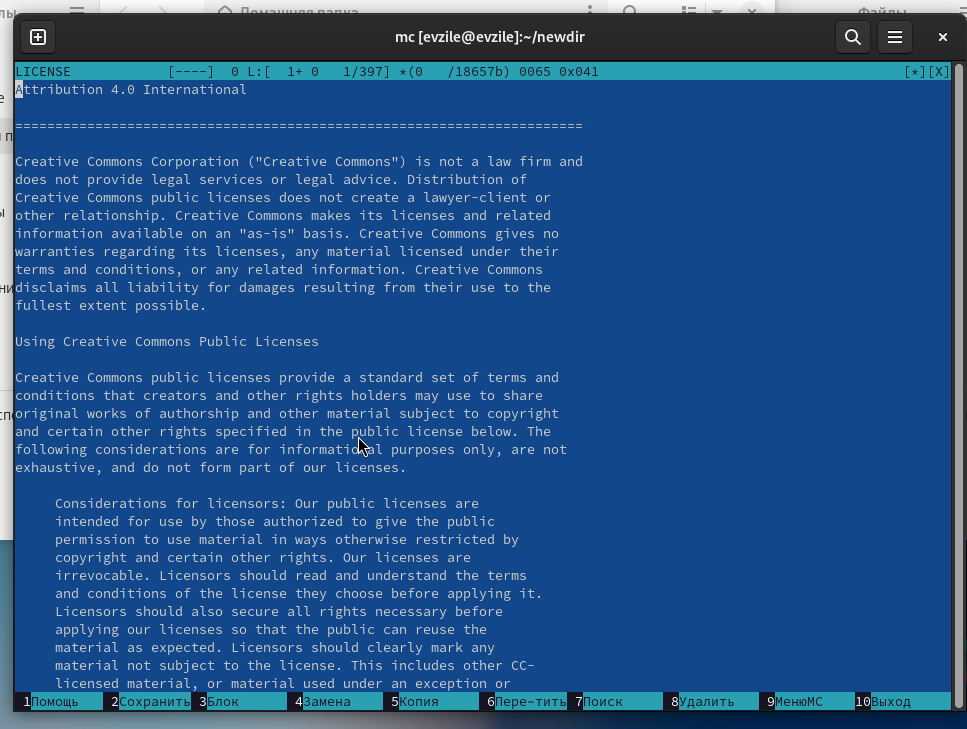 Домашняя папка
Файлы
mc [evzile@evzile]:~/newdir
LICENSE            [----]  0 L:[  1+ 0   1/397] *(0   /18657b) 0065 0x041                                      [*][X]
Attribution 4.0 International

=======================================================================

Creative Commons Corporation ("Creative Commons") is not a law firm and
does not provide legal services or legal advice. Distribution of
Creative Commons public licenses does not create a lawyer-client or
other relationship. Creative Commons makes its licenses and related
information available on an "as-is" basis. Creative Commons gives no
warranties regarding its licenses, any material licensed under their
terms and conditions, or any related information. Creative Commons
disclaims all liability for damages resulting from their use to the
fullest extent possible.

Using Creative Commons Public Licenses

Creative Commons public licenses provide a standard set of terms and
conditions that creators and other rights holders may use to share
original works of authorship and other material subject to copyright
and certain other rights specified in the public license below. The
following considerations are for informational purposes only, are not
exhaustive, and do not form part of our licenses.

     Considerations for licensors: Our public licenses are
     intended for use by those authorized to give the public
     permission to use material in ways otherwise restricted by
     copyright and certain other rights. Our licenses are
     irrevocable. Licensors should read and understand the terms
     and conditions of the license they choose before applying it.
     Licensors should also secure all rights necessary before
     applying our licenses so that the public can reuse the
     material as expected. Licensors should clearly mark any
     material not subject to the license. This includes other CC-
     licensed material, or material used under an exception or
1Помощь 2Сохранить 3Блок 4Замена 5Копия 6Пере~тить 7Поиск 8Удалить 9МенюМС 10Выход